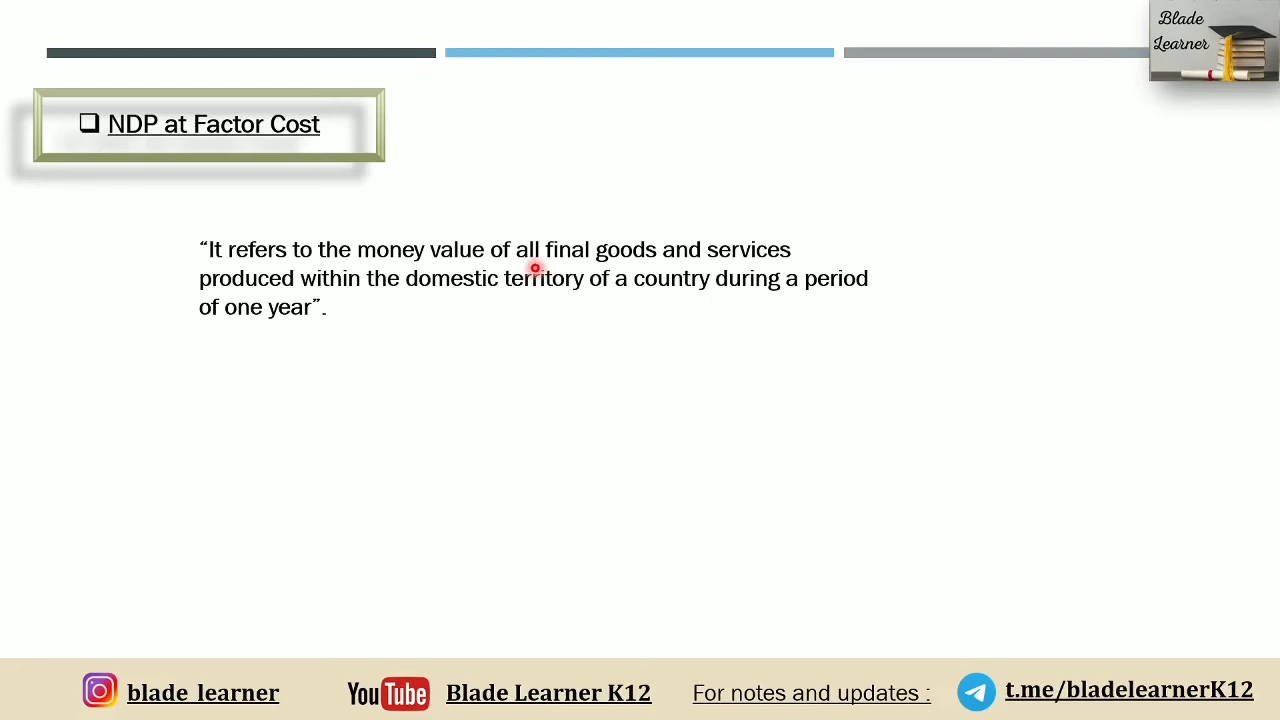 Blade
Learner
❑ NDP at Factor Cost
“It refers to the money value of all final goods and services
produced within the domestic territory of a country during a period
of one year”.
blade_learner
YouTube
Blade Learner K12
For notes and updates :
t.me/bladelearnerK12